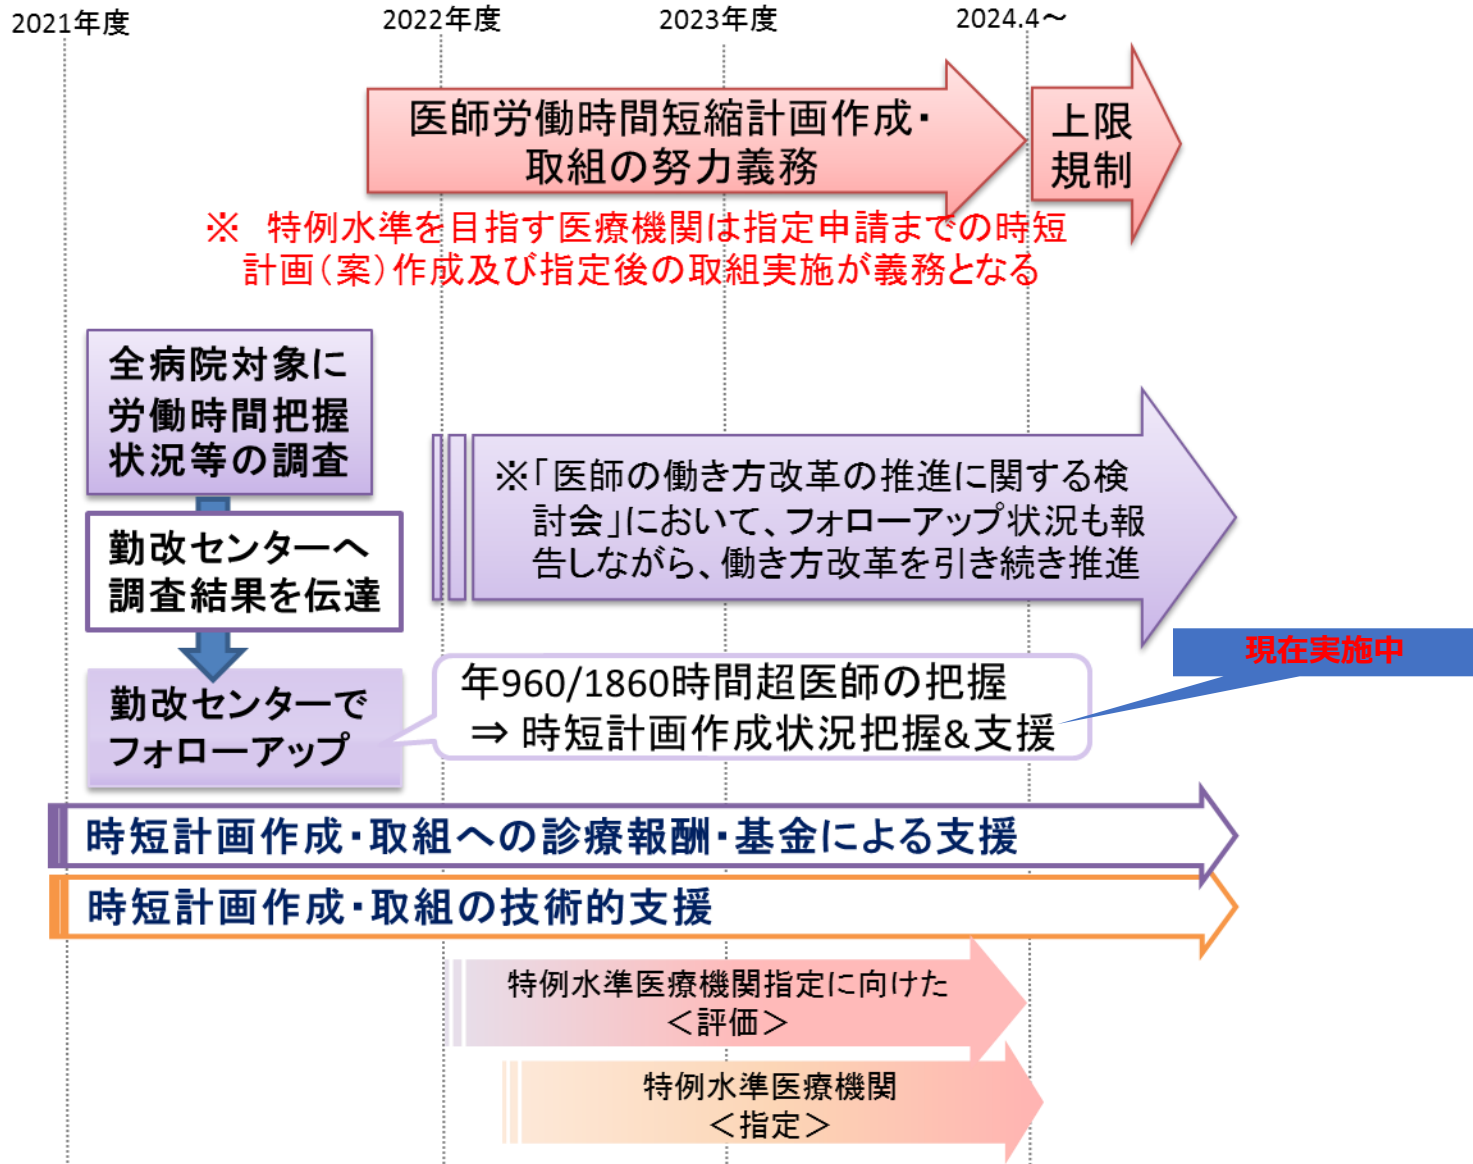 2021年度
2022年度
2023年度
2024.4～
医師労働時間短縮計画作成・
取組の努力義務
上限
規制
※　特例水準を目指す医療機関は指定申請までの時短
計画（案）作成及び指定後の取組実施が義務となる
全病院対象に
労働時間把握
状況等の調査
※「医師の働き方改革の推進に関する検
討会」において、フォローアップ状況も報
告しながら、働き方改革を引き続き推進
勤改センターへ
調査結果を伝達
現在実施中
勤改センターで
フォローアップ
年960/1860時間超医師の把握
⇒ 時短計画作成状況把握&支援
時短計画作成・取組への診療報酬・基金による支援
時短計画作成・取組の技術的支援
特例水準医療機関指定に向けた
＜評価＞
特例水準医療機関
＜指定＞